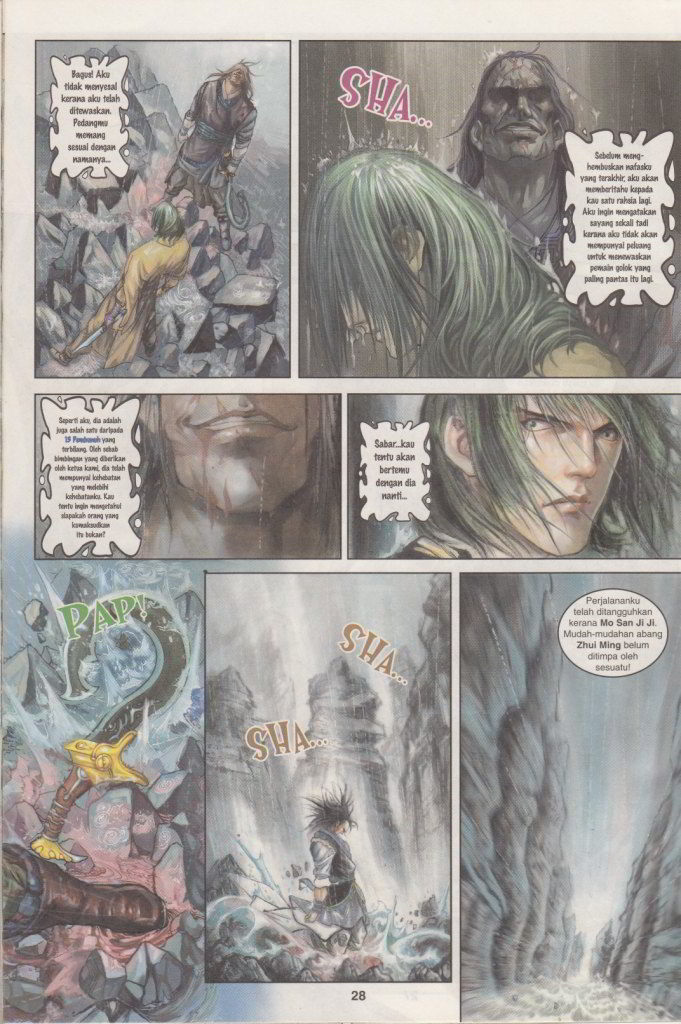 Bagus! Aku
tidak menyesal
kerana aku telah
ditewaskan.
Pedangmu
memang
sesuai dengan
namanya...
SHA...
Sebelum meng-
hembuskan nafasku
yang terakhir, aku akan
memberitahu kepada
kau satu rahsia lagi.
Aku ingin mengatakan
sayang sekali tadi
kerana aku tidak akan
mempunyai peluang
untuk menewaskan
pemain golok yang
paling pantas itu lagi.
Seperti aku, dia adalah
juga salah satu daripada
13 Pembunuh yang
terbilang. Oleh sebab
bimbingan yang diberikan
oleh ketua kami, dia telah
mempunyai kehebatan
yang melebihi
kehebatanku. Kau
tentu ingin mengetahui
siapakah orang yang
kumaksudkan
itu bukan?
Sabar...kau
tentu akan
bertemu
dengan dia
nanti...
PAP!
SHA...
SHA...
Perjalananku
telah ditangguhkan
kerana Mo San Ji Ji.
Mudah-mudahan abang
Zhui Ming belum
ditimpa oleh
sesuatu!
28